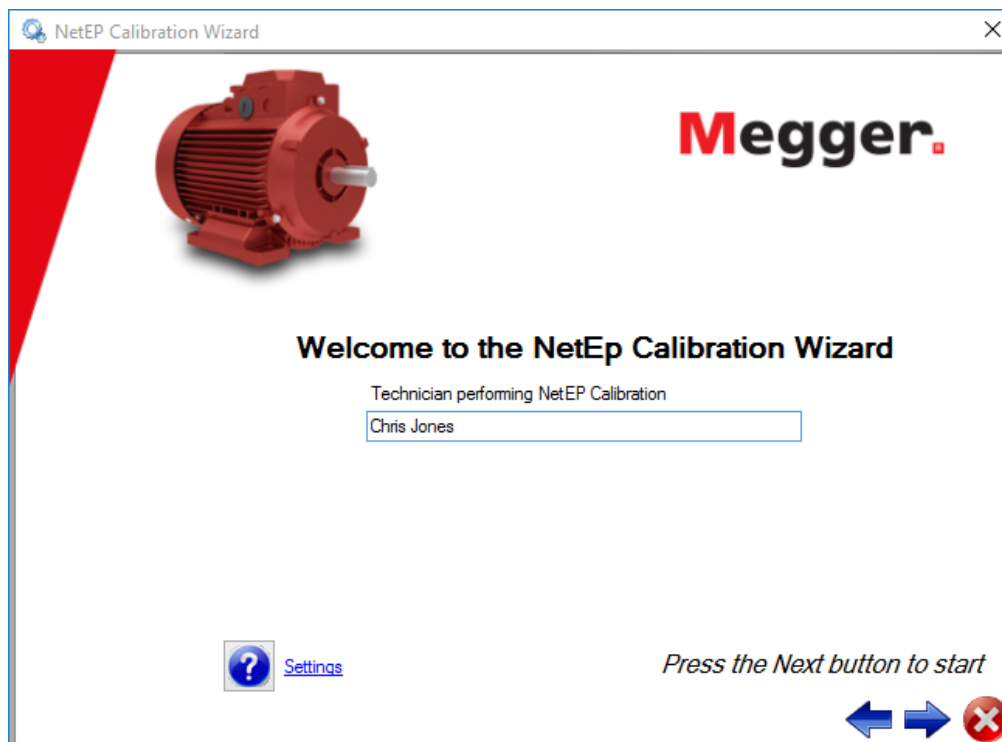 NetEP Calibration Wizard
Megger.
Welcome to the NetEp Calibration Wizard
Technician performing NetEP Calibration
Chris Jones
?
Settings
Press the Next button to start